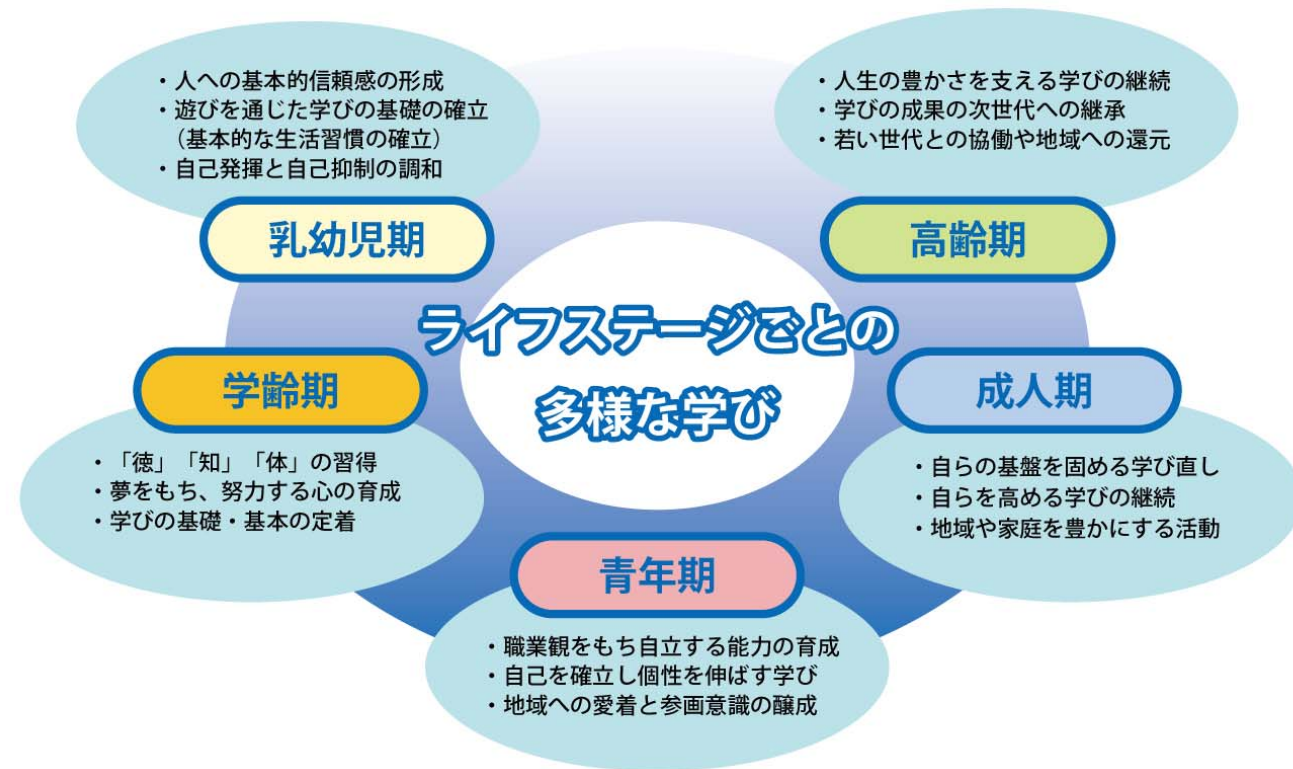 ライフステージごとの
多様な学び
乳幼児期
・人への基本的信頼感の形成
・遊びを通じた学びの基礎の確立
（基本的な生活習慣の確立）
・自己発揮と自己抑制の調和
学齢期
・「徳」「知」「体」の習得
・夢をもち、努力する心の育成
・学びの基礎・基本の定着
青年期
・職業観をもち自立する能力の育成
・自己を確立し個性を伸ばす学び
・地域への愛着と参画意識の醸成
成人期
・自らの基盤を固める学び直し
・自らを高める学びの継続
・地域や家庭を豊かにする活動
高齢期
・人生の豊かさを支える学びの継続
・学びの成果の次世代への継承
・若い世代との協働や地域への還元